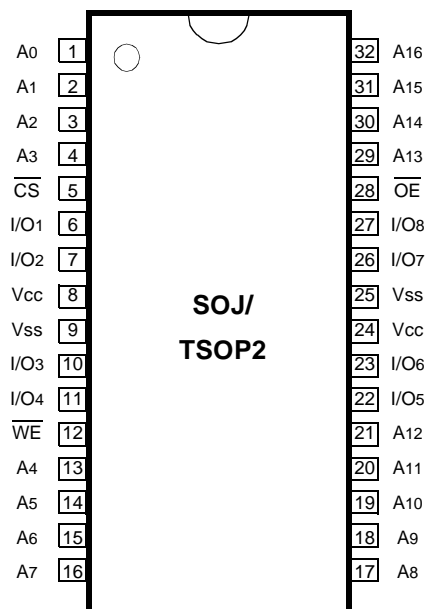 A0 1 32 A16
A1 2 31 A15
A2 3 30 A14
A3 4 29 A13
CS 5 28 OE
I/O1 6 27 I/O8
I/O2 7 26 I/O7
Vcc 8 25 Vss
Vss 9 24 Vcc
SOJ/
TSOP2
I/O3 10 23 I/O6
I/O4 11 22 I/O5
WE 12 21 A12
A4 13 20 A11
A5 14 19 A10
A6 15 18 A9
A7 16 17 A8